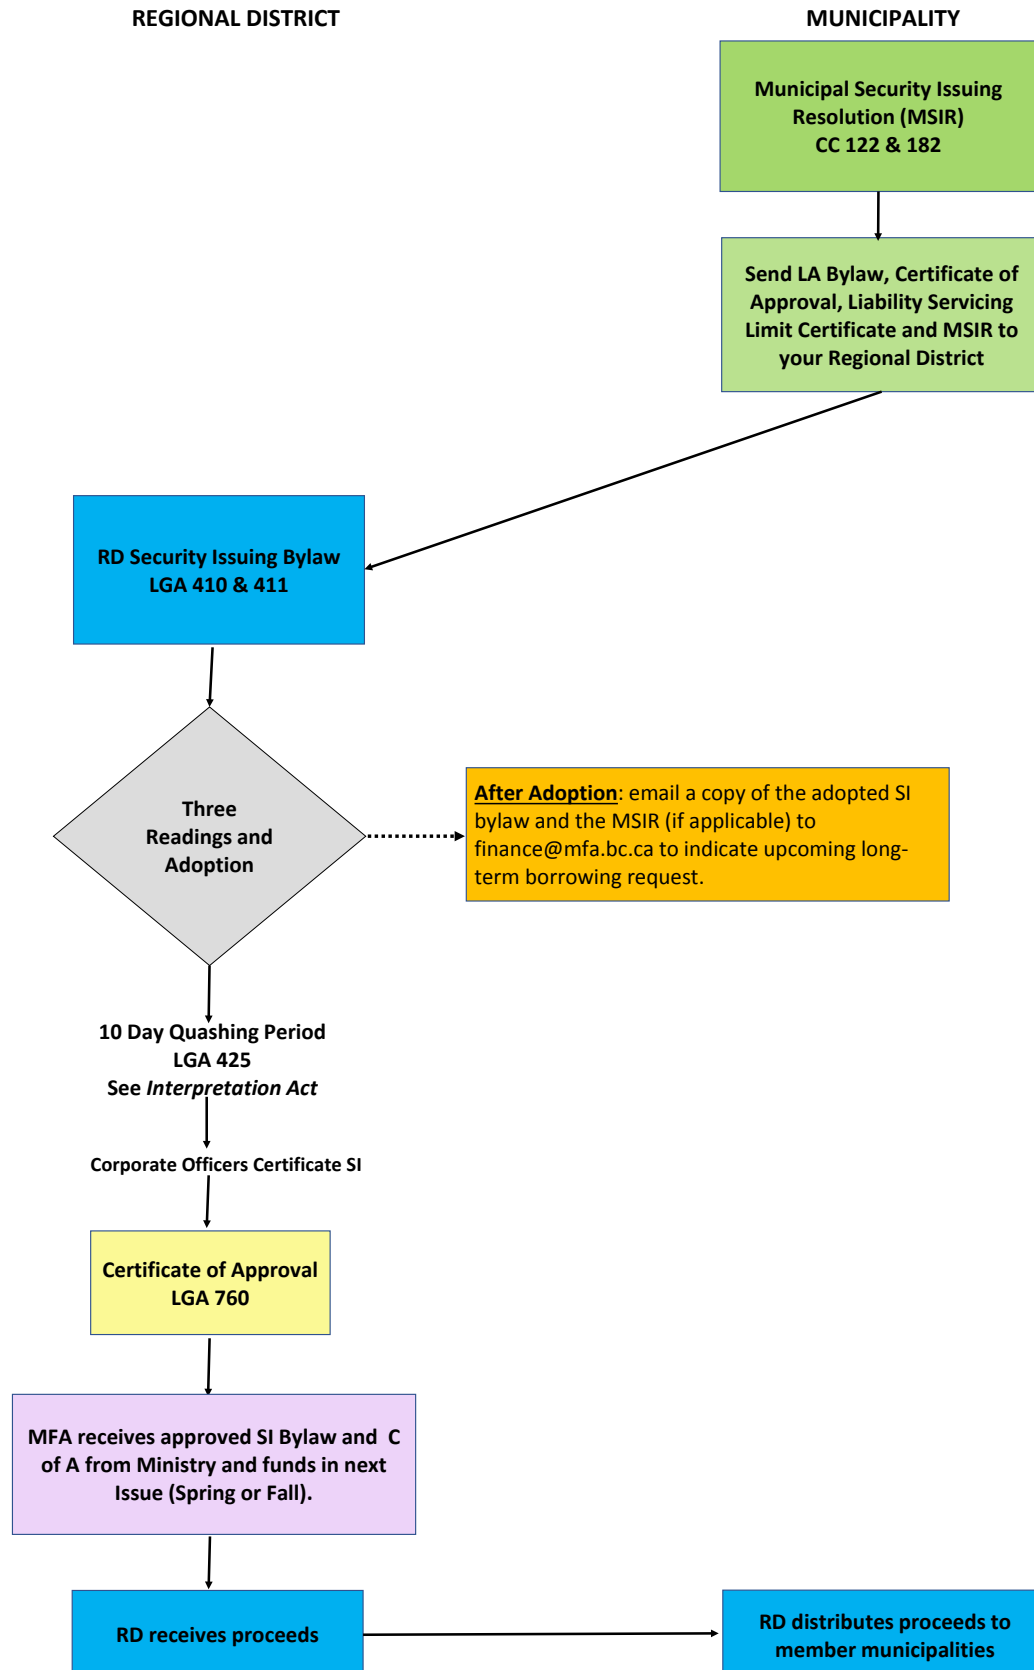 REGIONAL DISTRICT
MUNICIPALITY
Municipal Security Issuing
Resolution (MSIR)
CC 122 & 182
Send LA Bylaw, Certificate of
Approval, Liability Servicing
Limit Certificate and MSIR to
your Regional District
RD Security Issuing Bylaw
LGA 410 & 411
Three
Readings and
Adoption
After Adoption: email a copy of the adopted SI
bylaw and the MSIR (if applicable) to
finance@mfa.bc.ca to indicate upcoming long-
term borrowing request.
10 Day Quashing Period
LGA 425
See Interpretation Act
Corporate Officers Certificate SI
Certificate of Approval
LGA 760
MFA receives approved SI Bylaw and C
of A from Ministry and funds in next
Issue (Spring or Fall).
RD receives proceeds
RD distributes proceeds to
member municipalities